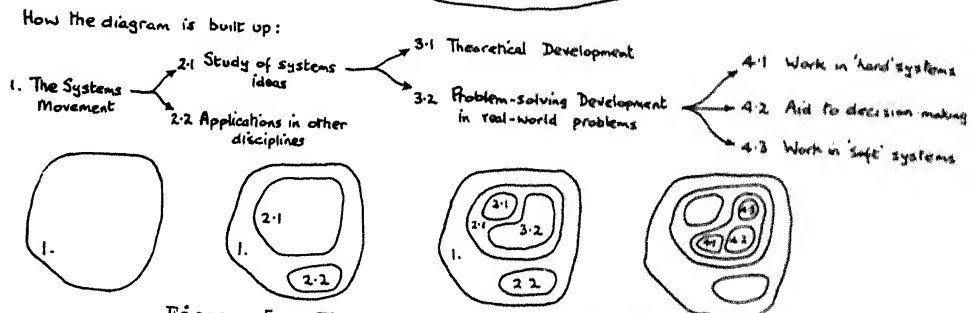 How the diagram is built up:
1. The Systems Movement
2.1 Study of systems ideas
2.2 Applications in other disciplines
3.1 Theoretical Development
3.2 Problem-solving Development in real-world problems
4.1 Work in 'hard' systems
4.2 Aid to decision-making
4.3 Work in 'soft' systems
1.
2.1
1.
2.2
2.1
2.1
3.2
1.
2.2
4.3
4.1
4.2